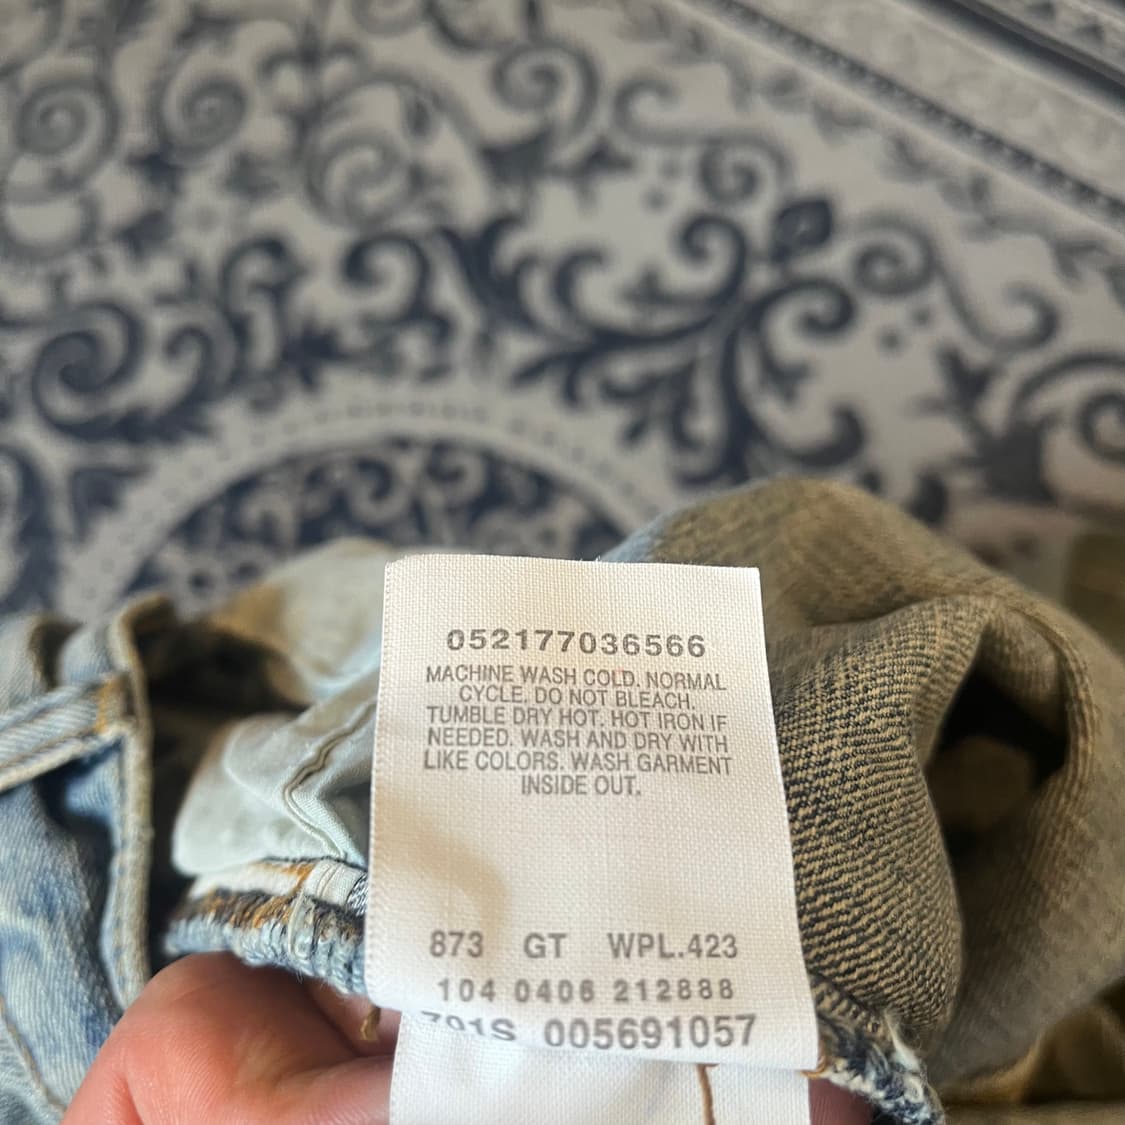 052177036566
MACHINE WASH COLD. NORMAL
CYCLE. DO NOT BLEACH.
TUMBLE DRY HOT. HOT IRON IF
NEEDED. WASH AND DRY WITH
LIKE COLORS. WASH GARMENT
INSIDE OUT.
873 GT WPL.423
104 0406 212888
791S 005691057